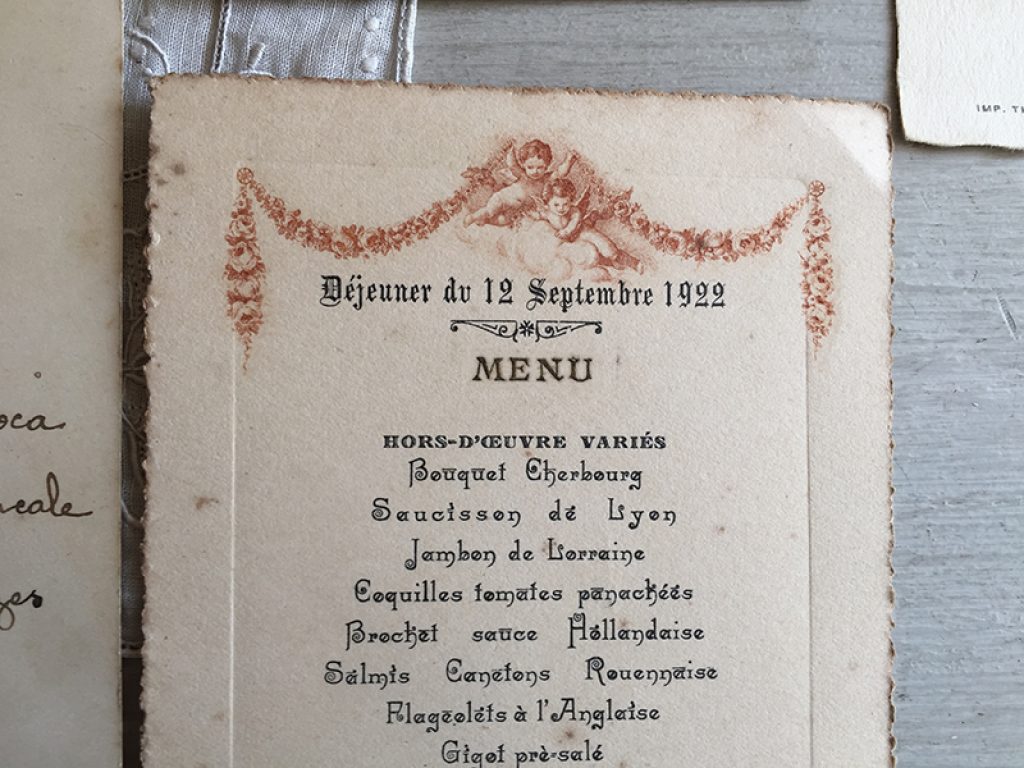 IMP.
Déjeuner du 12 Septembre 1922
MENU
HORS-D'ŒUVRE VARIÉS
Bouquet Cherbourg
Saucisson de Lyon
Jambon de Lorraine
Coquilles tomates panachées
Brochet sauce Hollandaise
Salmis Canetons Rouennaise
Flageolets à l'Anglaise
Gigot pré-salé